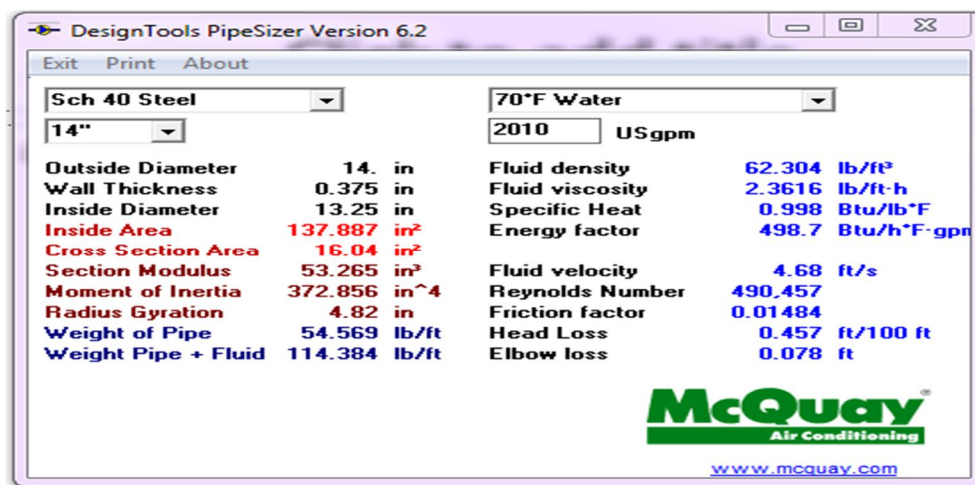 DesignTools PipeSizer Version 6.2
Exit Print About
Sch 40 Steel
70°F Water
14"
2010 USgpm
Outside Diameter 14. in
Wall Thickness 0.375 in
Inside Diameter 13.25 in
Inside Area 137.887 in²
Cross Section Area 16.04 in²
Section Modulus 53.265 in³
Moment of Inertia 372.856 in^4
Radius Gyration 4.82 in
Weight of Pipe 54.569 lb/ft
Weight Pipe + Fluid 114.384 lb/ft
Fluid density 62.304 lb/ft³
Fluid viscosity 2.3616 lb/ft·h
Specific Heat 0.998 Btu/lb°F
Energy factor 498.7 Btu/h°F·gpm
Fluid velocity 4.68 ft/s
Reynolds Number 490,457
Friction factor 0.01484
Head Loss 0.457 ft/100 ft
Elbow loss 0.078 ft
McQuay®
Air Conditioning
www.mcquay.com